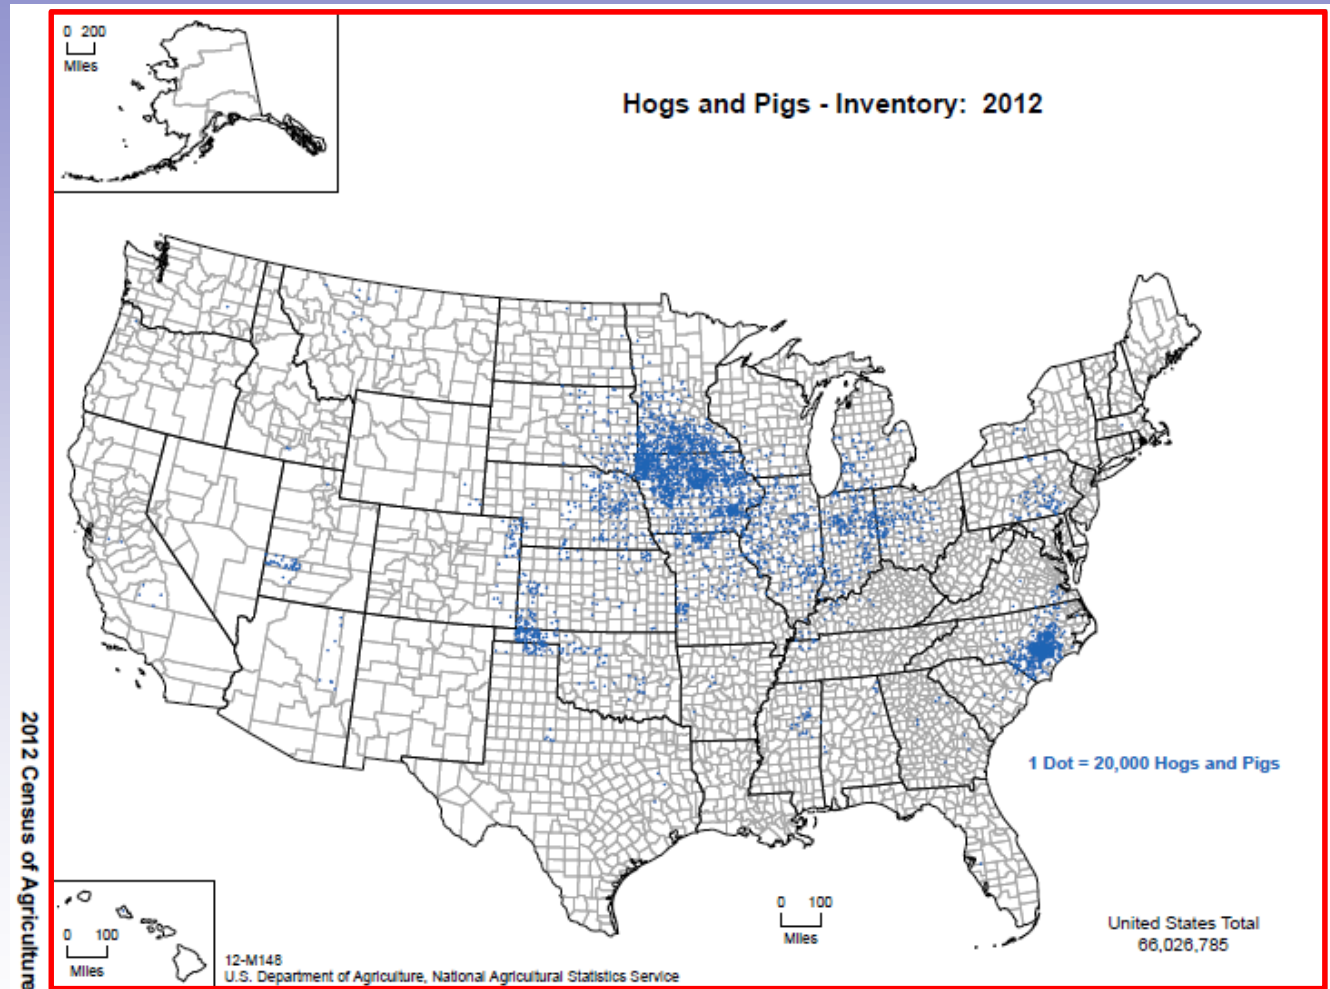 0 200
Miles
Hogs and Pigs - Inventory: 2012
1 Dot = 20,000 Hogs and Pigs
2012 Census of Agriculture
0 100
Miles
0 100
Miles
United States Total
66,026,785
12-M148
U.S. Department of Agriculture, National Agricultural Statistics Service